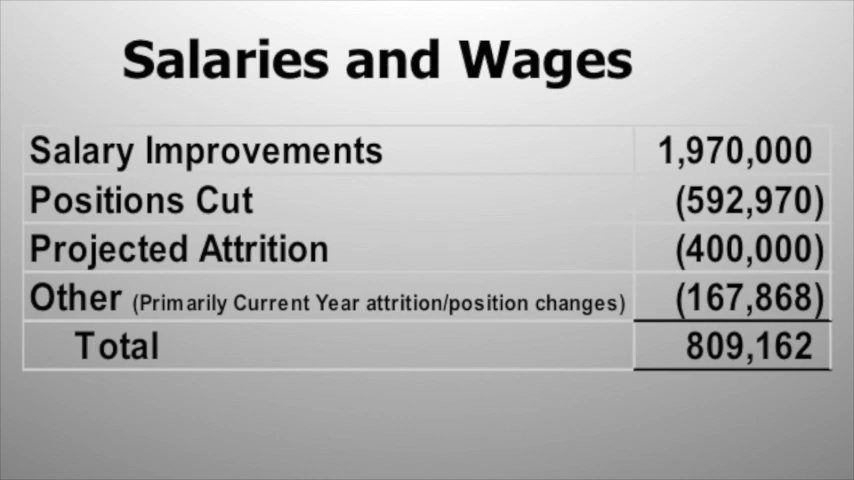 Salaries and Wages
Salary Improvements 1,970,000
Positions Cut (592,970)
Projected Attrition (400,000)
Other (Primarily Current Year attrition/position changes) (167,868)
Total 809,162